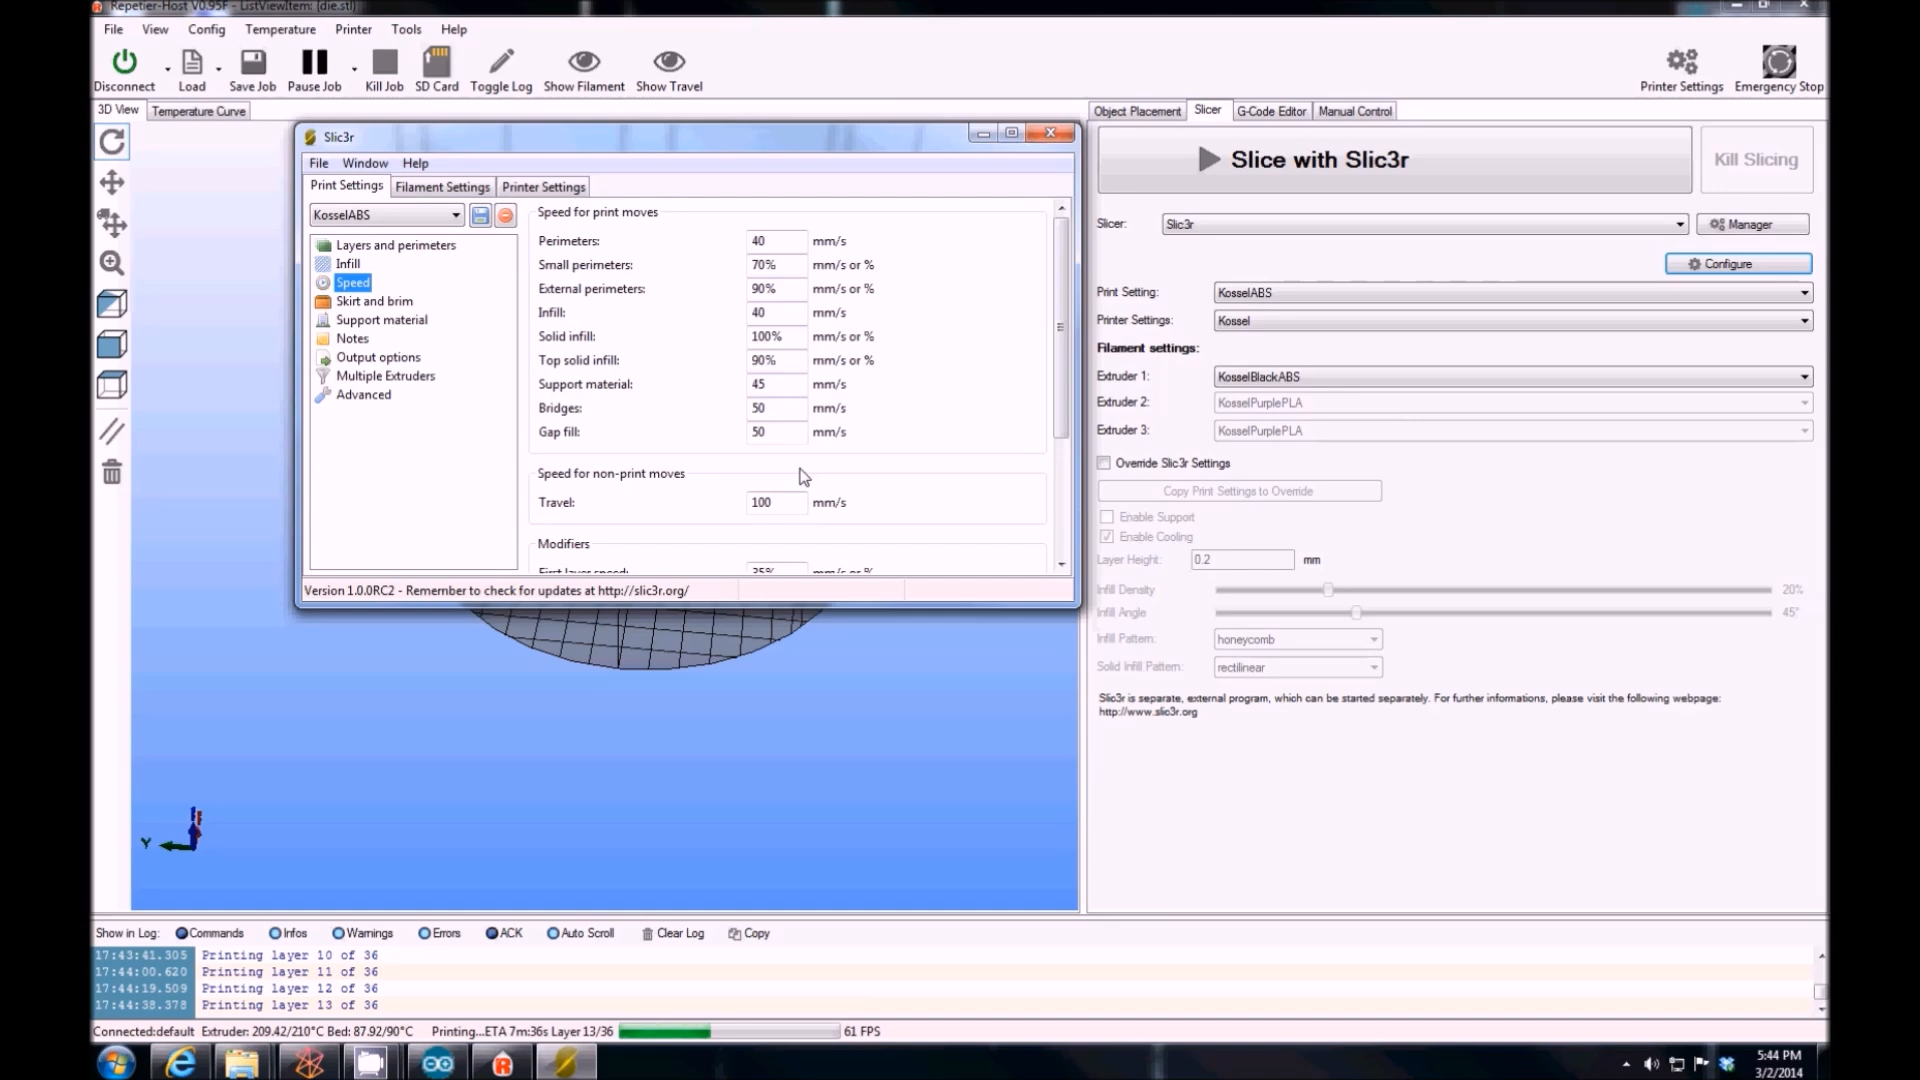 Repetier-Host V0.95F - ListViewItem: {die.stl}
File View Config Temperature Printer Tools Help
Disconnect Load Save Job Pause Job Kill Job SD Card Toggle Log Show Filament Show Travel Printer Settings Emergency Stop
3D View Temperature Curve
Object Placement Slicer G-Code Editor Manual Control
Slic3r
File Window Help
Print Settings Filament Settings Printer Settings
KosselABS
Layers and perimeters
Infill
Speed
Skirt and brim
Support material
Notes
Output options
Multiple Extruders
Advanced
Speed for print moves
Perimeters: 40 mm/s
Small perimeters: 70% mm/s or %
External perimeters: 90% mm/s or %
Infill: 40 mm/s
Solid infill: 100% mm/s or %
Top solid infill: 90% mm/s or %
Support material: 45 mm/s
Bridges: 50 mm/s
Gap fill: 50 mm/s
Speed for non-print moves
Travel: 100 mm/s
Modifiers
First layer speed: 35% mm/s or %
Version 1.0.0RC2 - Remember to check for updates at http://slic3r.org/
Slice with Slic3r Kill Slicing
Slicer: Slic3r Manager
Configure
Print Setting: KosselABS
Printer Settings: Kossel
Filament settings:
Extruder 1: KosselBlackABS
Extruder 2: KosselPurplePLA
Extruder 3: KosselPurplePLA
Override Slic3r Settings
Copy Print Settings to Override
Enable Support
Enable Cooling
Layer Height: 0.2 mm
Infill Density 20%
Infill Angle 45°
Infill Pattern: honeycomb
Solid Infill Pattern: rectilinear
Slic3r is separate, external program, which can be started separately. For further informations, please visit the following webpage:
http://www.slic3r.org
Y
Show in Log: Commands Infos Warnings Errors ACK Auto Scroll Clear Log Copy
17:43:41.305 Printing layer 10 of 36
17:44:00.620 Printing layer 11 of 36
17:44:19.509 Printing layer 12 of 36
17:44:38.378 Printing layer 13 of 36
Connected:default Extruder: 209.42/210°C Bed: 87.92/90°C Printing...ETA 7m:36s Layer13/36 61 FPS
5:44 PM
3/2/2014